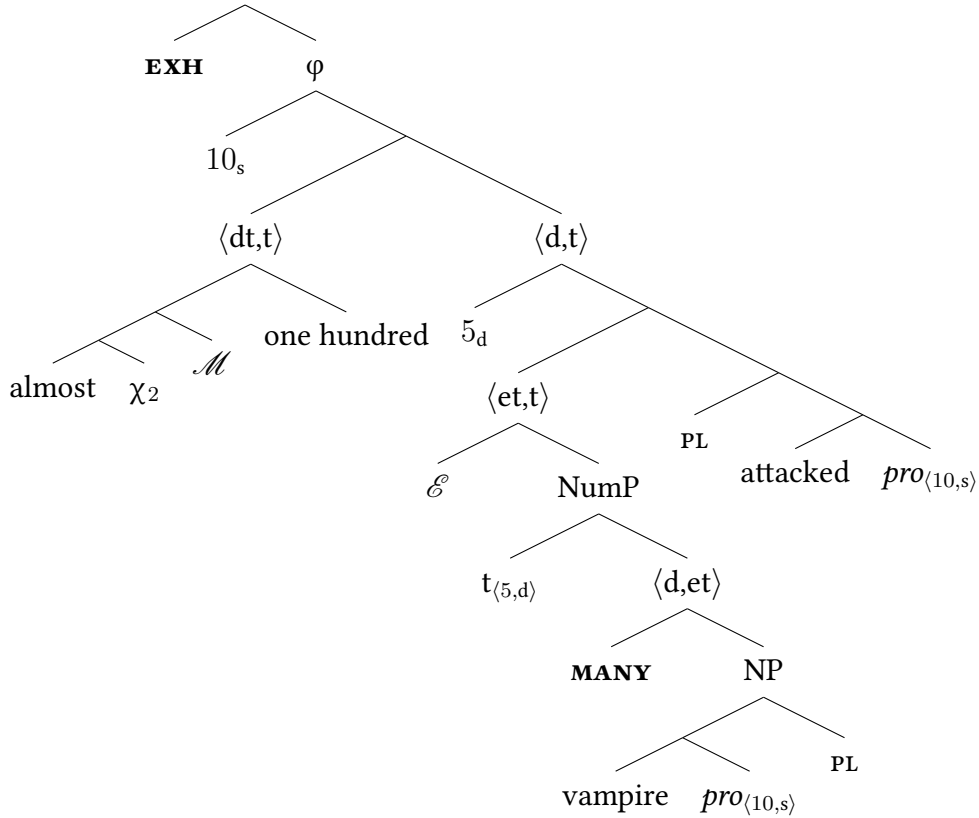 EXH φ
10ₛ
⟨dt,t⟩ ⟨d,t⟩
one hundred 5_d
almost χ₂ ℳ
⟨et,t⟩
PL
attacked pro⟨10,s⟩
ℰ NumP
t⟨5,d⟩ ⟨d,et⟩
MANY NP
PL
vampire pro⟨10,s⟩